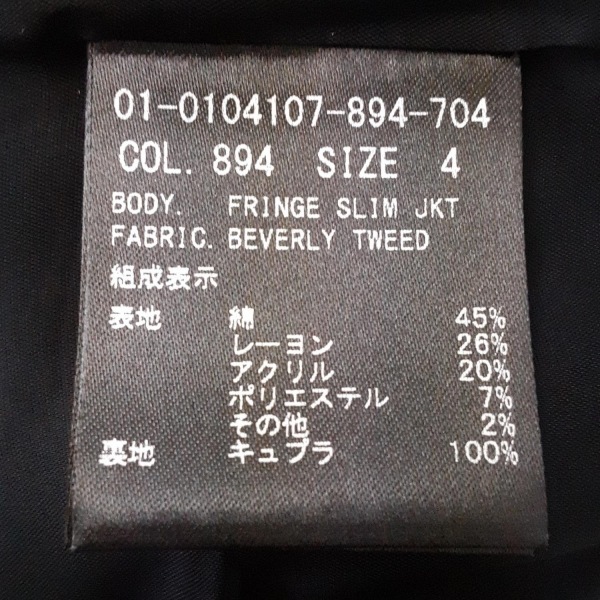 01-0104107-894-704
COL. 894 SIZE 4
BODY. FRINGE SLIM JKT
FABRIC. BEVERLY TWEED
組成表示
表地 綿 45%
レーヨン 26%
アクリル 20%
ポリエステル 7%
その他 2%
裏地 キュプラ 100%